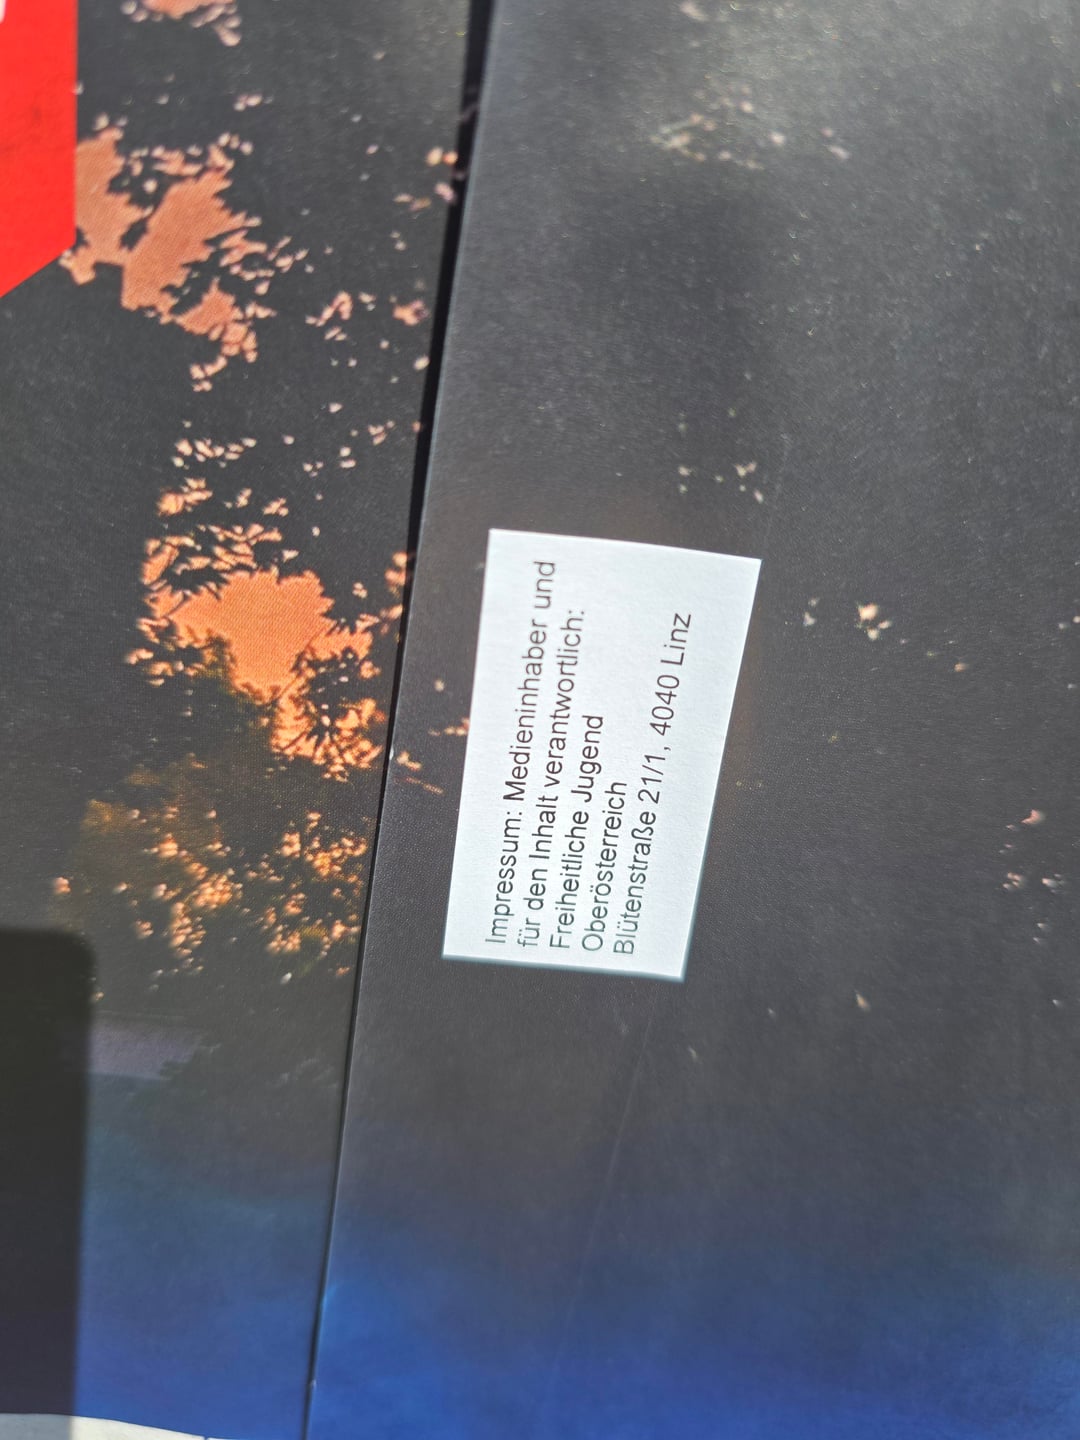 Impressum: Medieninhaber und
für den Inhalt verantwortlich:
Freiheitliche Jugend
Oberösterreich
Blütenstraße 21/1, 4040 Linz